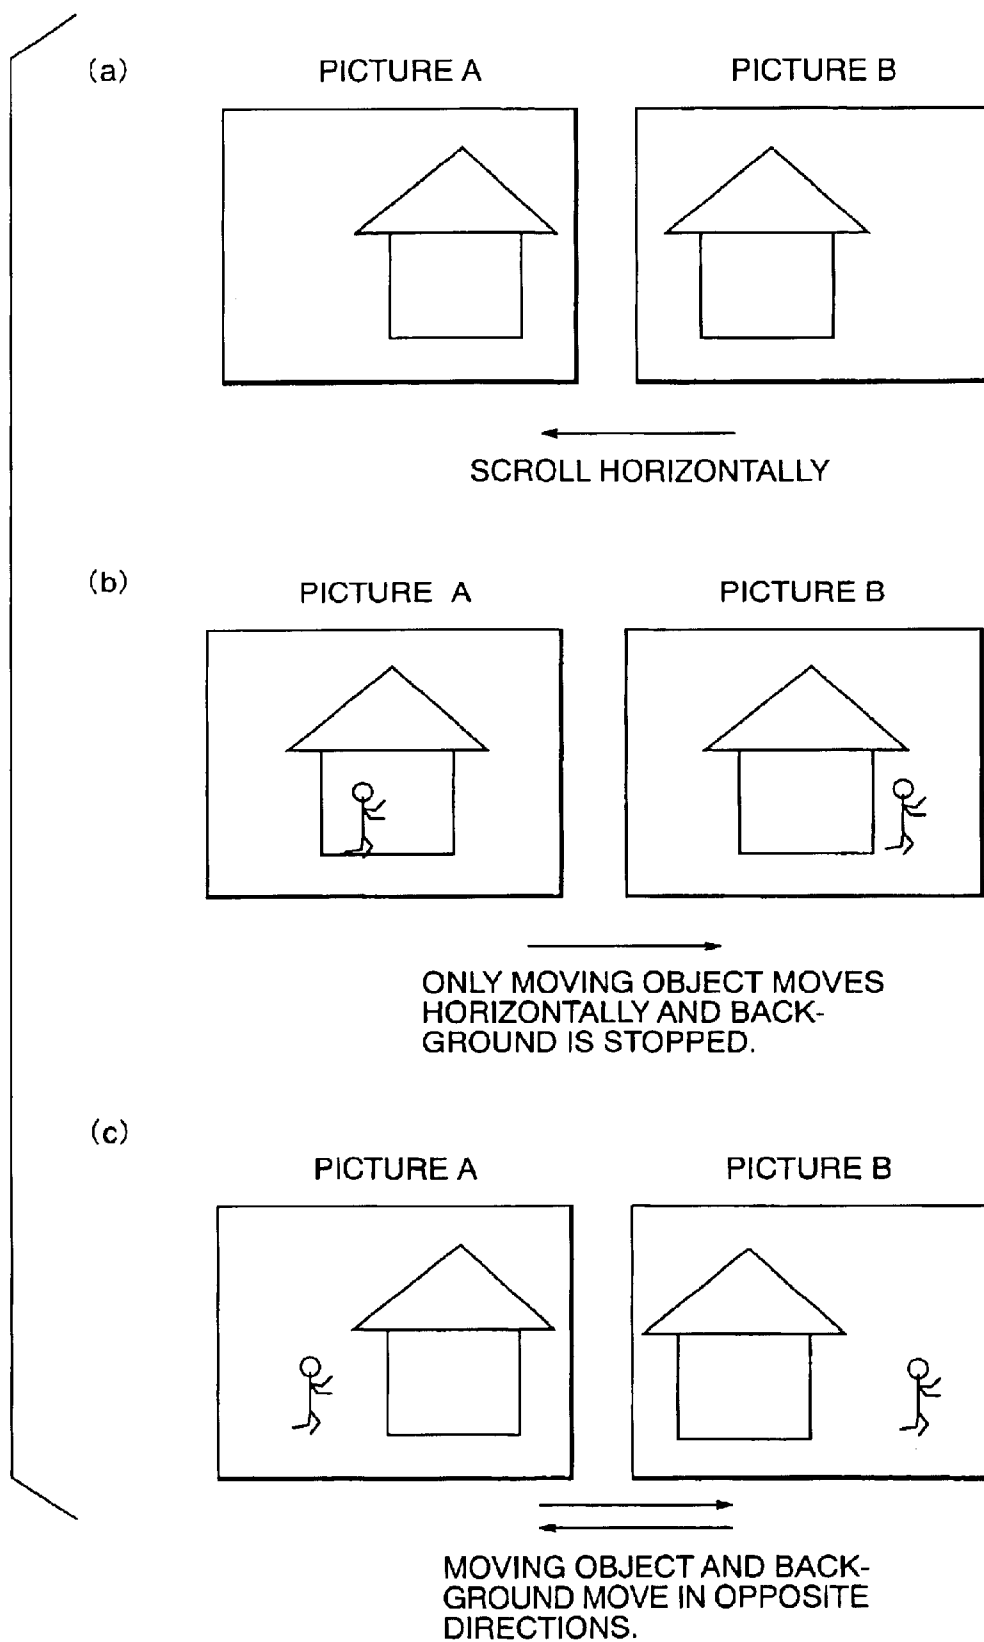 (a)
PICTURE A
PICTURE B
SCROLL HORIZONTALLY
(b)
PICTURE A
PICTURE B
ONLY MOVING OBJECT MOVES
HORIZONTALLY AND BACK-
GROUND IS STOPPED.
(c)
PICTURE A
PICTURE B
MOVING OBJECT AND BACK-
GROUND MOVE IN OPPOSITE
DIRECTIONS.